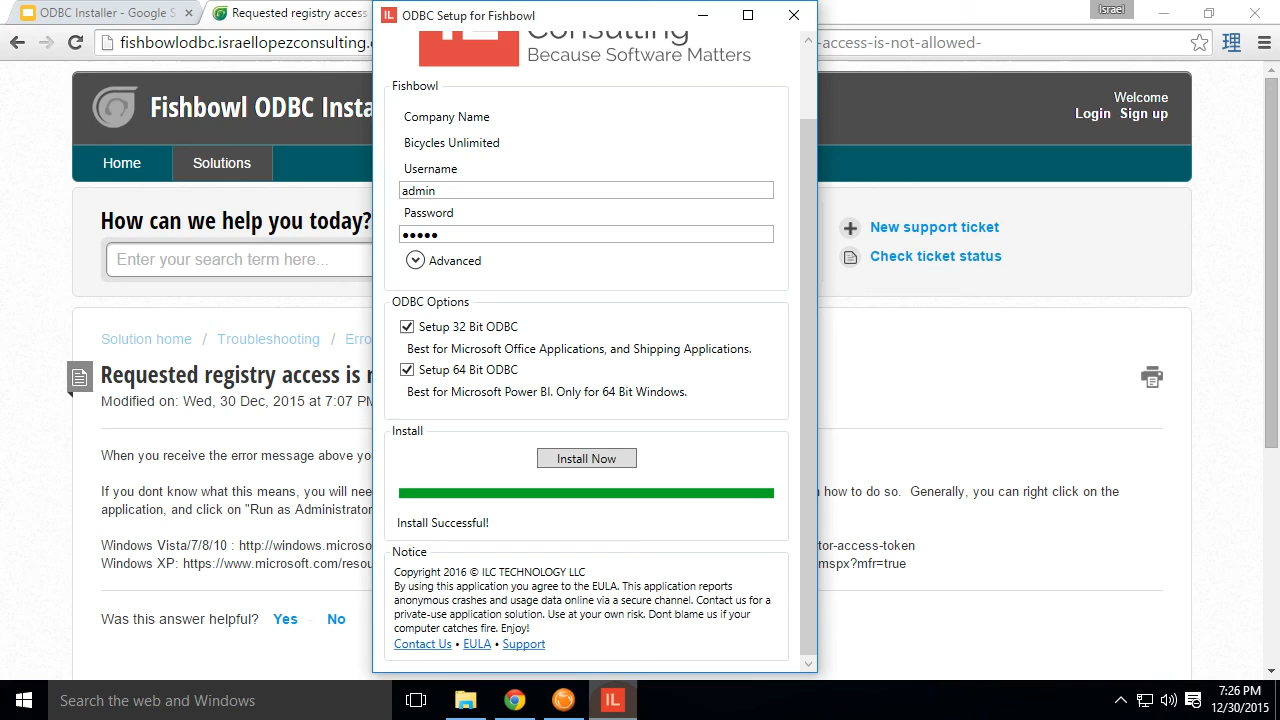 ODBC Installer - Google S
Requested registry access
IL
ODBC Setup for Fishbowl
Israel
fishbowlodbc.israellopezconsulting.c
-access-is-not-allowed-
Consulting
Because Software Matters
Fishbowl ODBC Insta
Welcome
Login Sign up
Home
Solutions
How can we help you today?
Enter your search term here...
New support ticket
Check ticket status
Solution home / Troubleshooting / Erro
Requested registry access is n
Modified on: Wed, 30 Dec, 2015 at 7:07 PM
When you receive the error message above yo
If you dont know what this means, you will nee
how to do so. Generally, you can right click on the
application, and click on "Run as Administrator
Windows Vista/7/8/10 : http://windows.microso
tor-access-token
Windows XP: https://www.microsoft.com/resou
mspx?mfr=true
Was this answer helpful? Yes - No
Fishbowl
Company Name
Bicycles Unlimited
Username
admin
Password
●●●●●
Advanced
ODBC Options
Setup 32 Bit ODBC
Best for Microsoft Office Applications, and Shipping Applications.
Setup 64 Bit ODBC
Best for Microsoft Power BI. Only for 64 Bit Windows.
Install
Install Now
Install Successful!
Notice
Copyright 2016 © ILC TECHNOLOGY LLC
By using this application you agree to the EULA. This application reports
anonymous crashes and usage data online via a secure channel. Contact us for a
private-use application solution. Use at your own risk. Dont blame us if your
computer catches fire. Enjoy!
Contact Us • EULA • Support
Search the web and Windows
IL
7:26 PM
12/30/2015